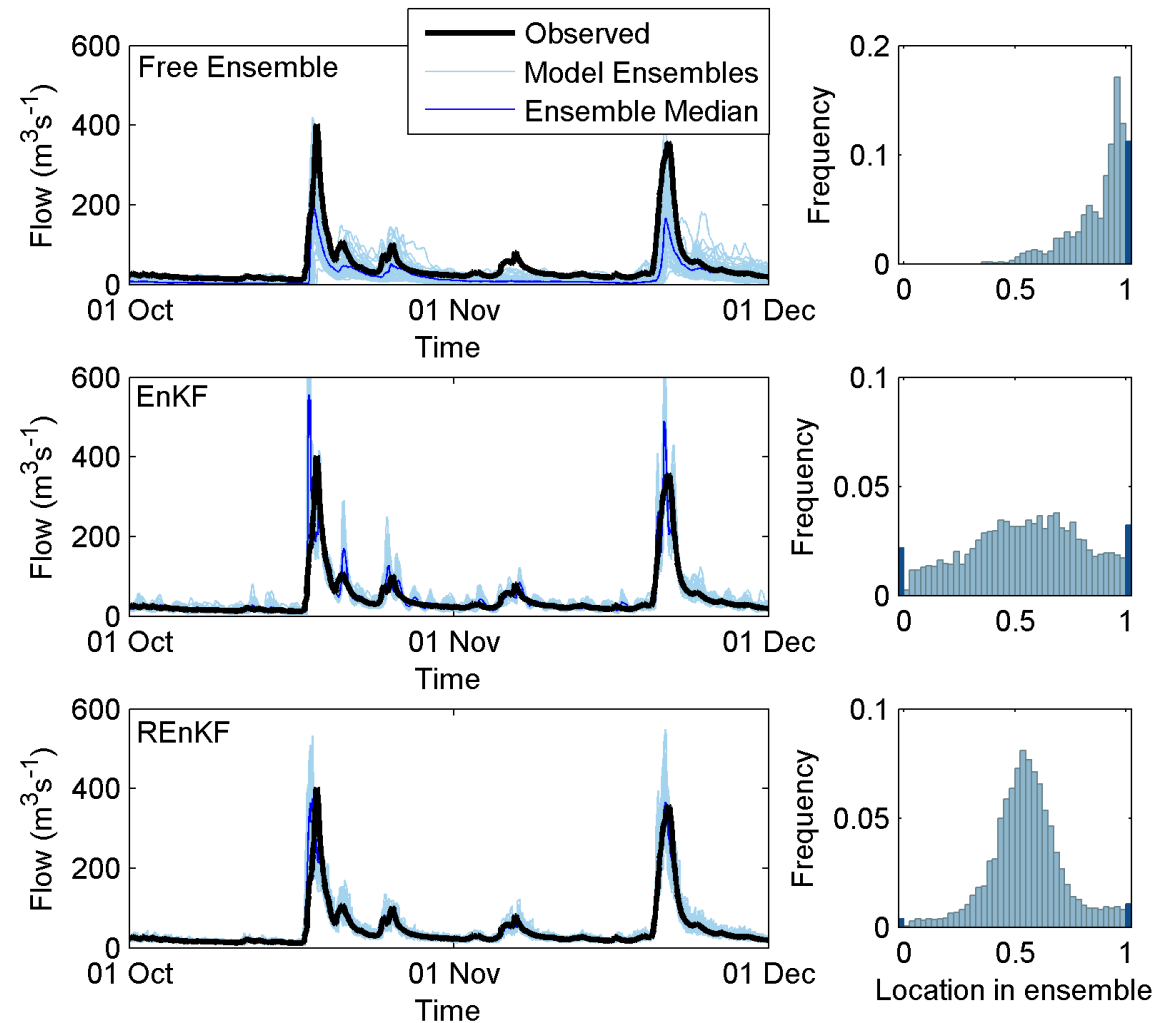 Observed
Model Ensembles
Ensemble Median
Free Ensemble
Flow (m³s⁻¹)
600
400
200
0
01 Oct
01 Nov
01 Dec
Time
Frequency
0.2
0.1
0
0
0.5
1
EnKF
Flow (m³s⁻¹)
600
400
200
0
01 Oct
01 Nov
01 Dec
Time
Frequency
0.1
0.05
0
0
0.5
1
REnKF
Flow (m³s⁻¹)
600
400
200
0
01 Oct
01 Nov
01 Dec
Time
Frequency
0.1
0.05
0
0
0.5
1
Location in ensemble